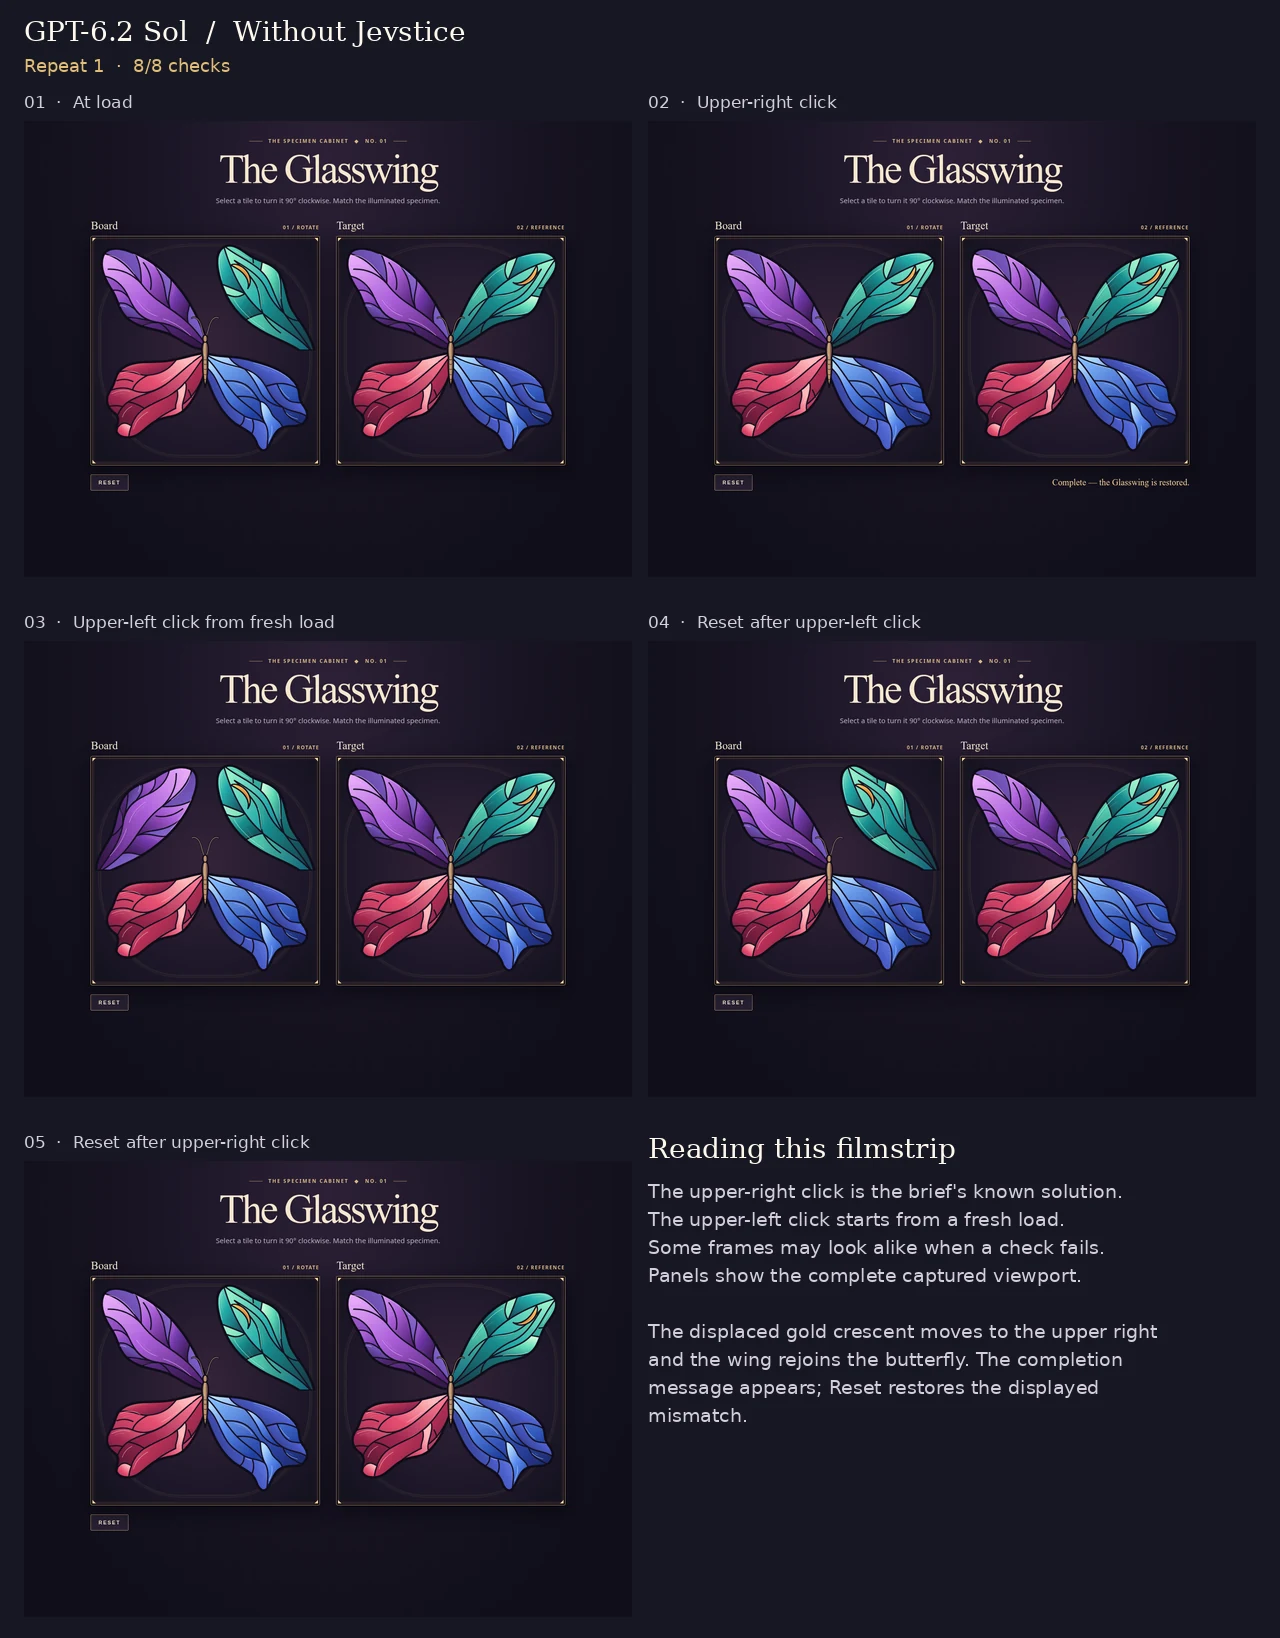 GPT-6.2 Sol / Without Jevstice
Repeat 1 · 8/8 checks
01 · At load
THE SPECIMEN CABINET ◆ NO. 01
The Glasswing
Select a tile to turn it 90° clockwise. Match the illuminated specimen.
Board
01 / ROTATE
Target
02 / REFERENCE
RESET
02 · Upper-right click
THE SPECIMEN CABINET ◆ NO. 01
The Glasswing
Select a tile to turn it 90° clockwise. Match the illuminated specimen.
Board
01 / ROTATE
Target
02 / REFERENCE
RESET
Complete — the Glasswing is restored.
03 · Upper-left click from fresh load
THE SPECIMEN CABINET ◆ NO. 01
The Glasswing
Select a tile to turn it 90° clockwise. Match the illuminated specimen.
Board
01 / ROTATE
Target
02 / REFERENCE
RESET
04 · Reset after upper-left click
THE SPECIMEN CABINET ◆ NO. 01
The Glasswing
Select a tile to turn it 90° clockwise. Match the illuminated specimen.
Board
01 / ROTATE
Target
02 / REFERENCE
RESET
05 · Reset after upper-right click
THE SPECIMEN CABINET ◆ NO. 01
The Glasswing
Select a tile to turn it 90° clockwise. Match the illuminated specimen.
Board
01 / ROTATE
Target
02 / REFERENCE
RESET
Reading this filmstrip
The upper-right click is the brief's known solution.
The upper-left click starts from a fresh load.
Some frames may look alike when a check fails.
Panels show the complete captured viewport.
The displaced gold crescent moves to the upper right
and the wing rejoins the butterfly. The completion
message appears; Reset restores the displayed
mismatch.